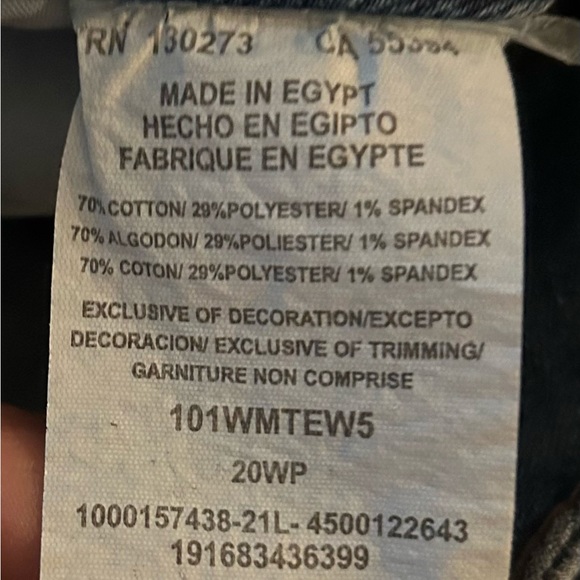 RN 130273 CA
MADE IN EGYPT
HECHO EN EGIPTO
FABRIQUE EN EGYPTE
70% COTTON/ 29%POLYESTER/ 1% SPANDEX
70% ALGODON/ 29%POLIESTER/ 1% SPANDEX
70% COTON/ 29%POLYESTER/ 1% SPANDEX
EXCLUSIVE OF DECORATION/EXCEPTO
DECORACION/ EXCLUSIVE OF TRIMMING/
GARNITURE NON COMPRISE
101WMTEW5
20WP
1000157438-21L- 4500122643
191683436399